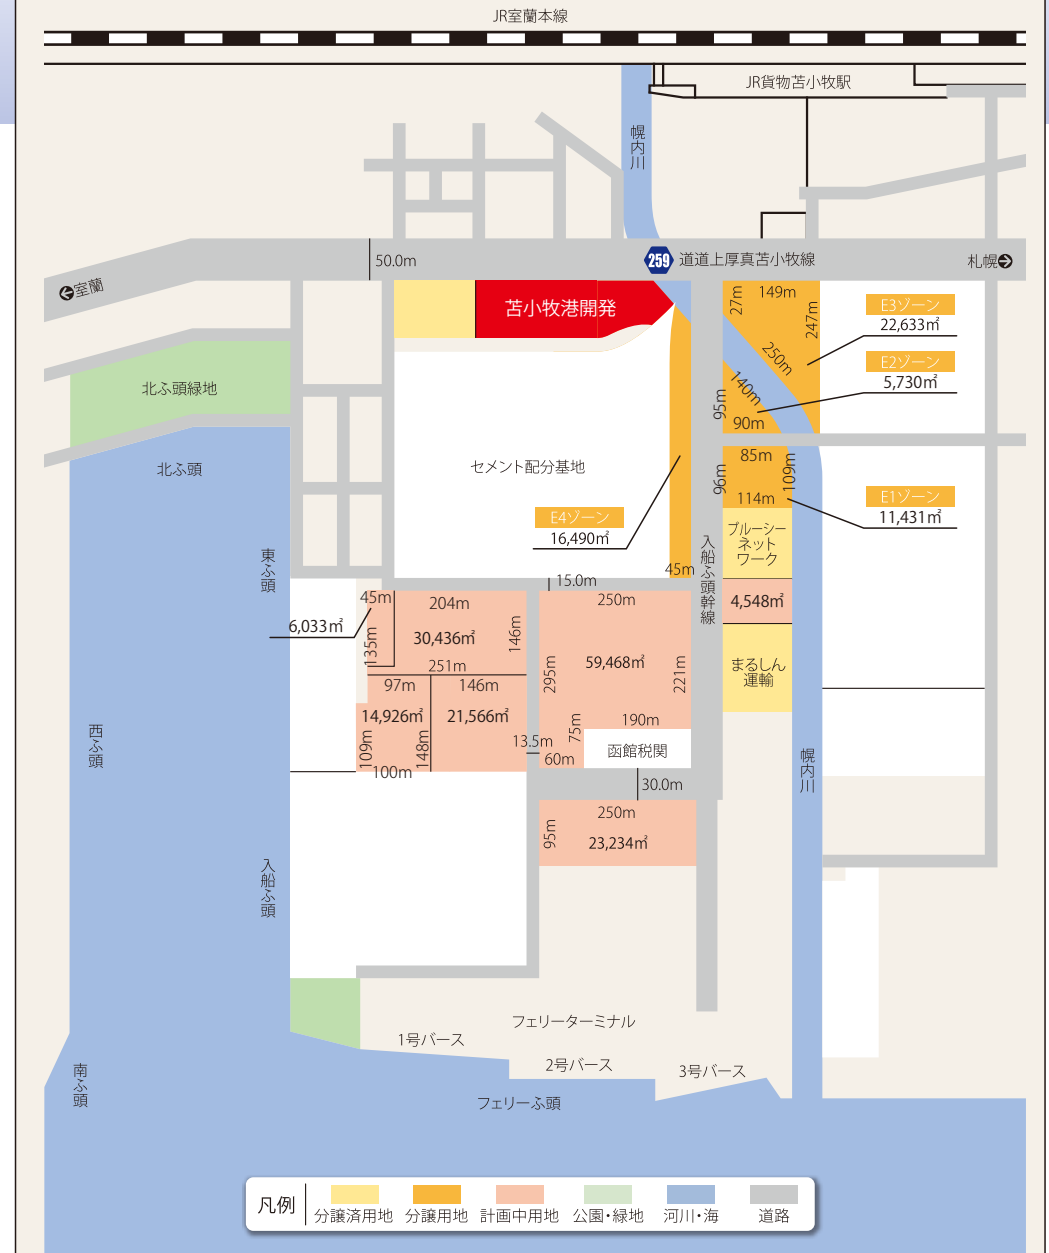 JR室蘭本線
JR貨物苫小牧駅
幌内川
50.0m
259
道道上厚真苫小牧線
札幌
室蘭
苫小牧港開発
27m
149m
247m
250m
E3ゾーン
22,633㎡
E2ゾーン
5,730㎡
140m
95m
90m
北ふ頭緑地
北ふ頭
セメント配分基地
85m
96m
109m
114m
E4ゾーン
16,490㎡
E1ゾーン
11,431㎡
ブルーシー
ネット
ワーク
入船ふ頭幹線
東ふ頭
45m
15.0m
4,548㎡
まるしん
運輸
6,033㎡
45m
204m
30,436㎡
146m
135m
251m
250m
59,468㎡
295m
221m
97m
146m
14,926㎡
21,566㎡
109m
148m
100m
13.5m
75m
190m
60m
函館税関
30.0m
西ふ頭
幌内川
250m
95m
23,234㎡
入船ふ頭
フェリーターミナル
1号バース
2号バース
3号バース
南ふ頭
フェリーふ頭
凡例
分譲済用地
分譲用地
計画中用地
公園・緑地
河川・海
道路